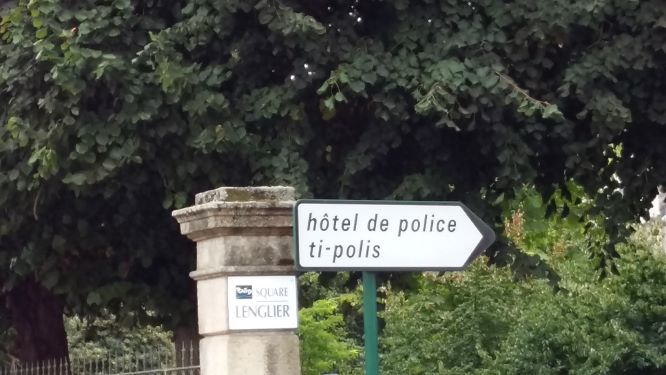 hôtel de police
ti-polis
SQUARE
LENGLIER